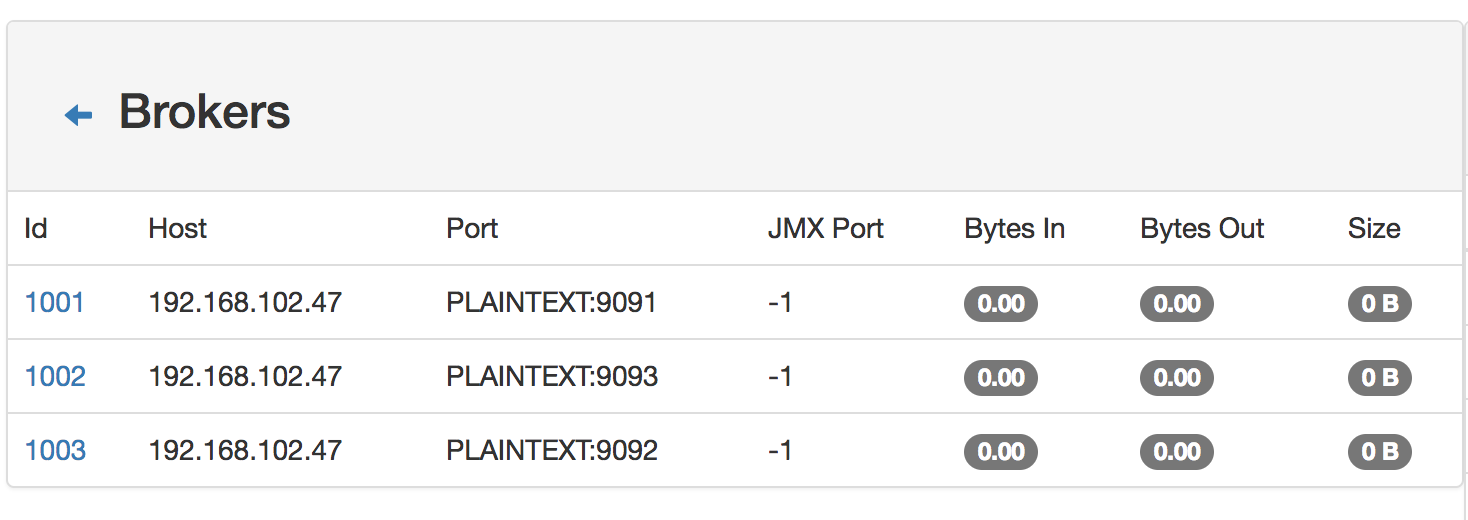 Brokers
Id Host Port JMX Port Bytes In Bytes Out Size
1001 192.168.102.47 PLAINTEXT:9091 -1 0.00 0.00 0 B
1002 192.168.102.47 PLAINTEXT:9093 -1 0.00 0.00 0 B
1003 192.168.102.47 PLAINTEXT:9092 -1 0.00 0.00 0 B